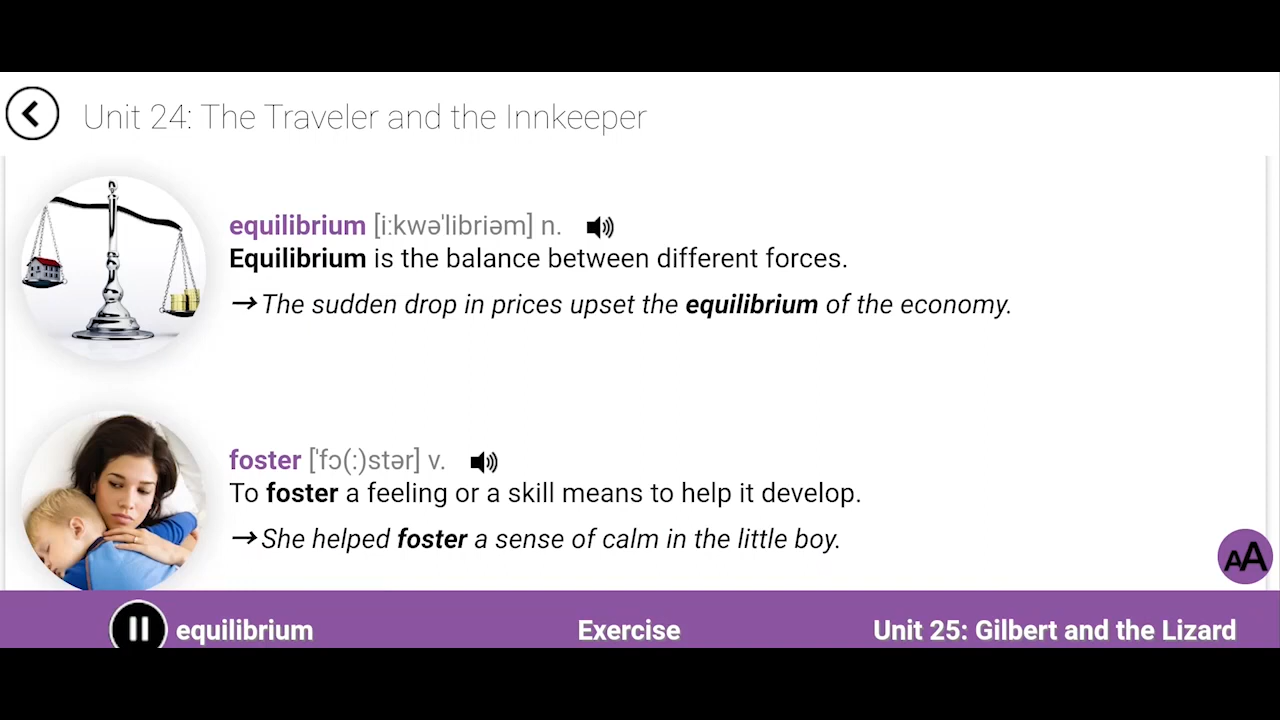 Unit 24: The Traveler and the Innkeeper
equilibrium [iːkwəˈlibriəm] n.
Equilibrium is the balance between different forces.
→ The sudden drop in prices upset the equilibrium of the economy.
foster [ˈfɔ(:)stər] v.
To foster a feeling or a skill means to help it develop.
→ She helped foster a sense of calm in the little boy.
AA
equilibrium
Exercise
Unit 25: Gilbert and the Lizard